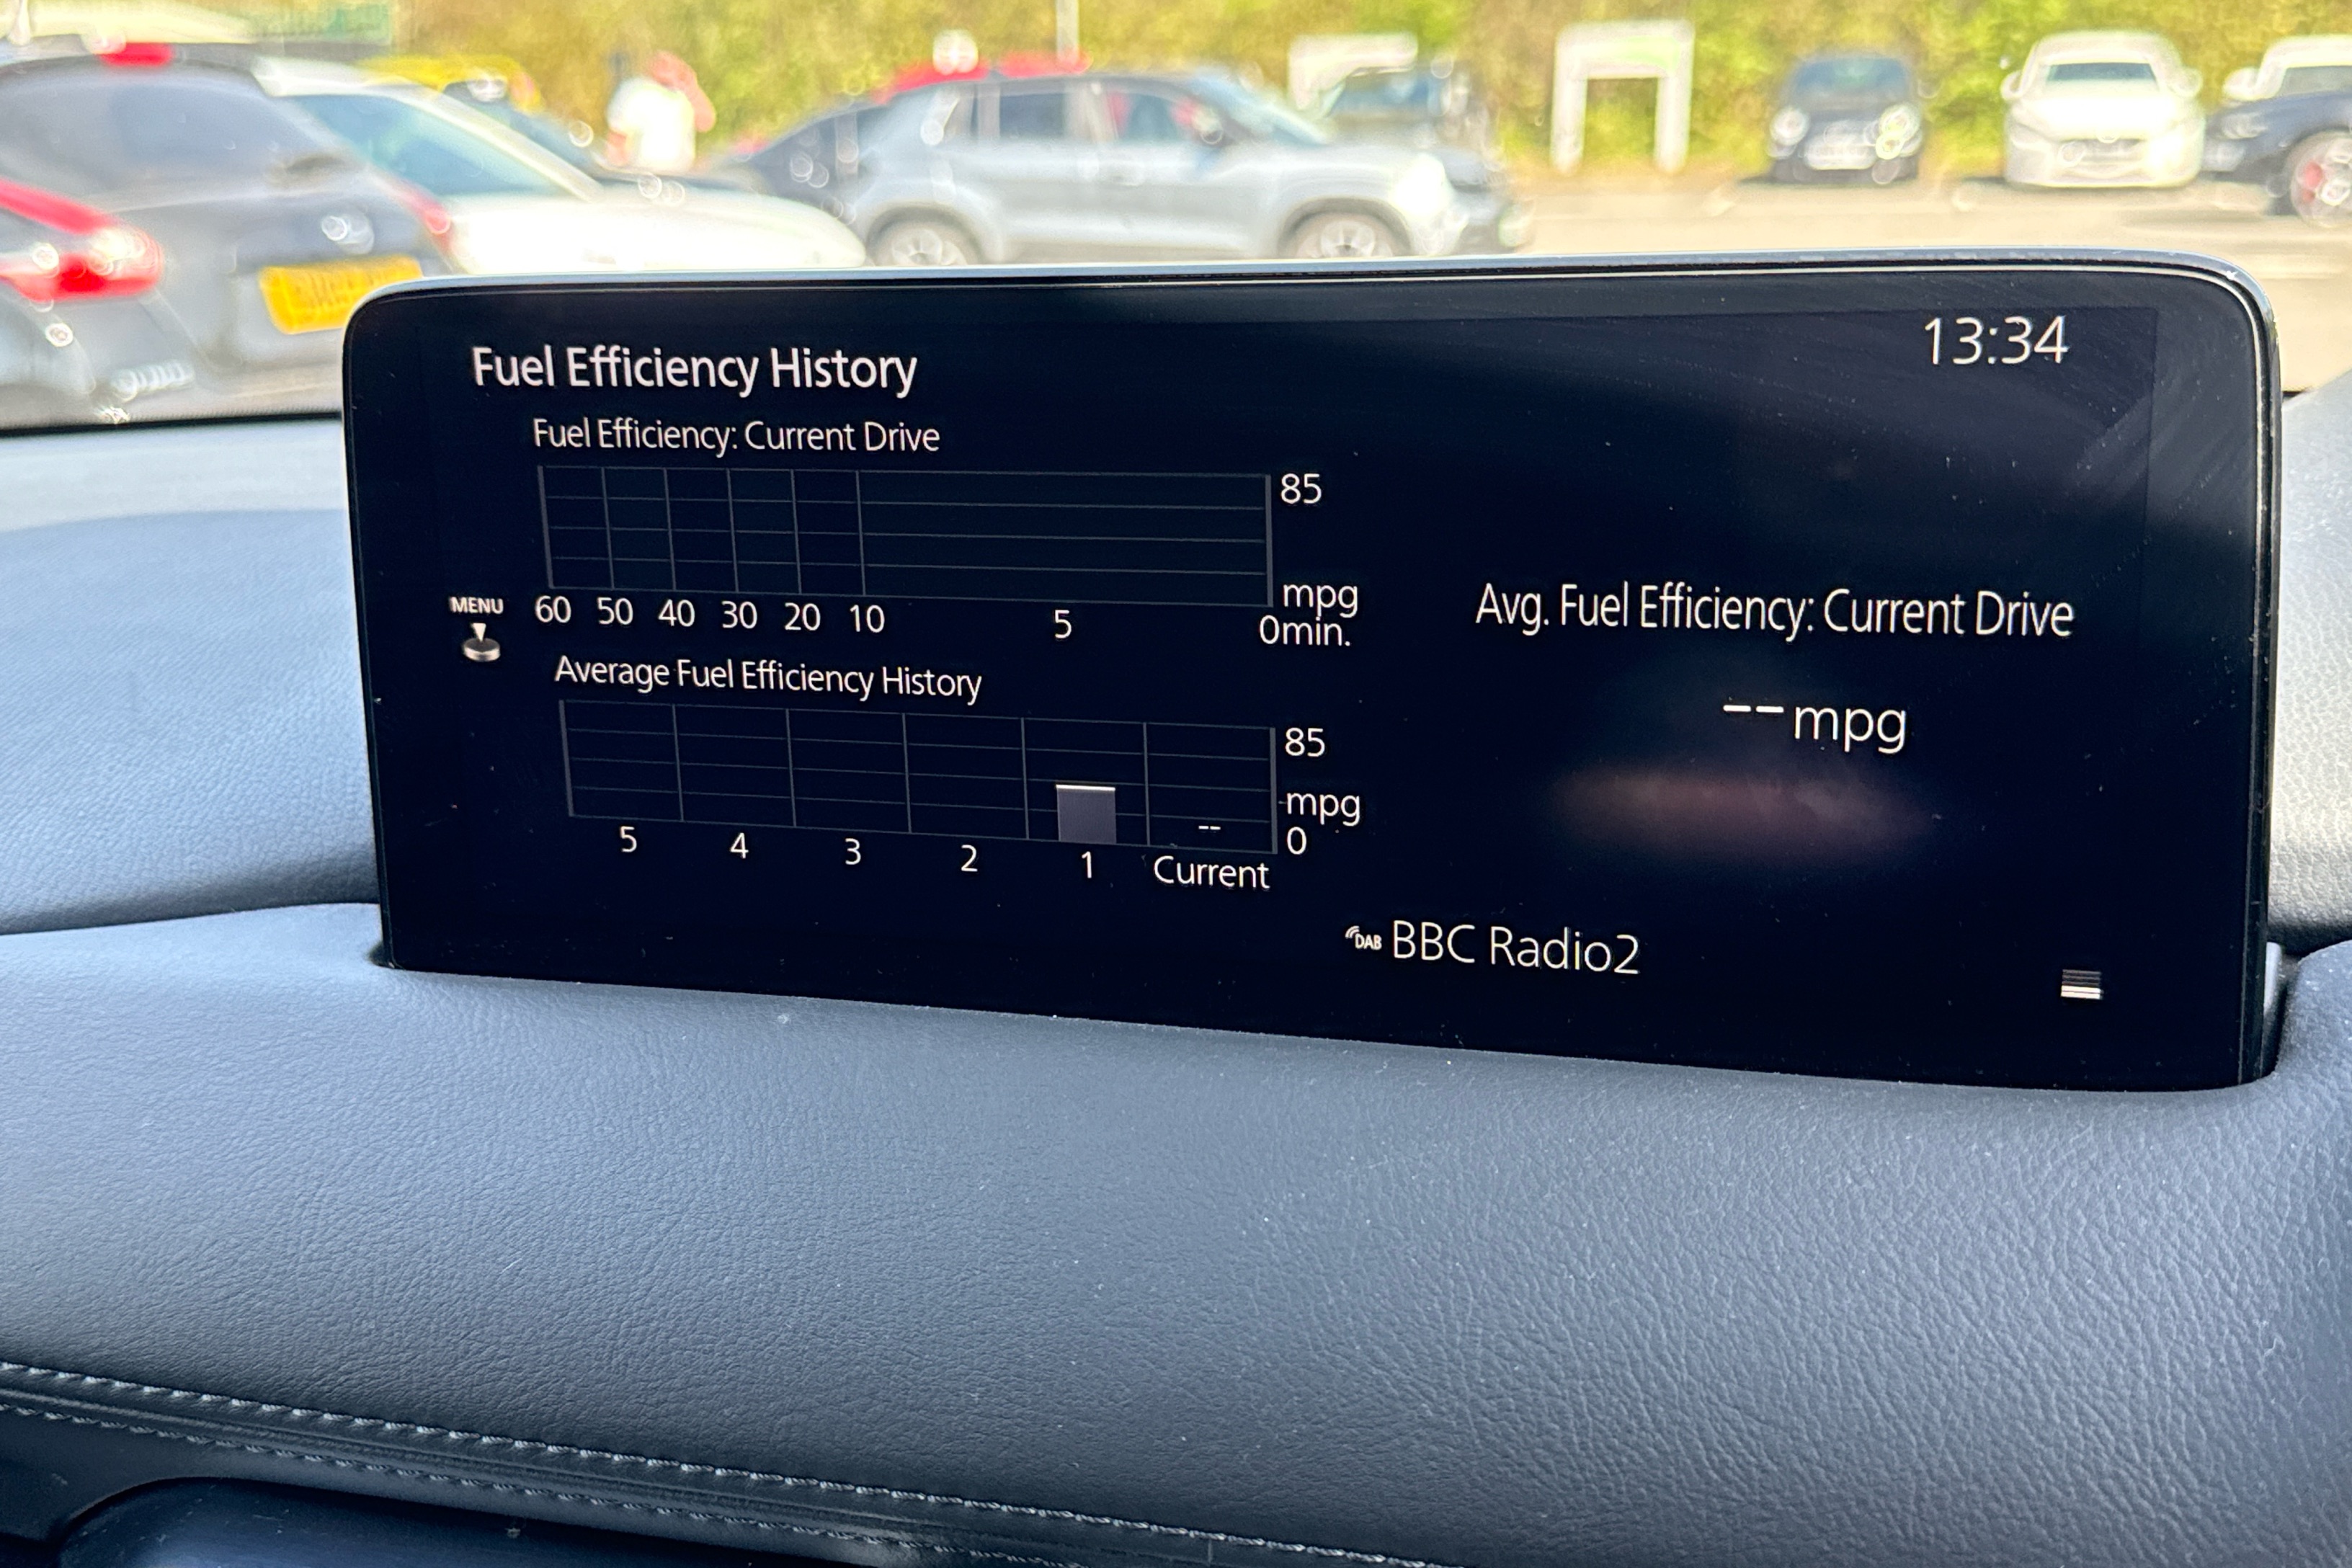 13:34
Fuel Efficiency History
Fuel Efficiency: Current Drive
85
mpg
60 50 40 30 20 10 5 0min.
MENU
Avg. Fuel Efficiency: Current Drive
-- mpg
Average Fuel Efficiency History
85
mpg
--
0
5 4 3 2 1 Current
DAB BBC Radio2